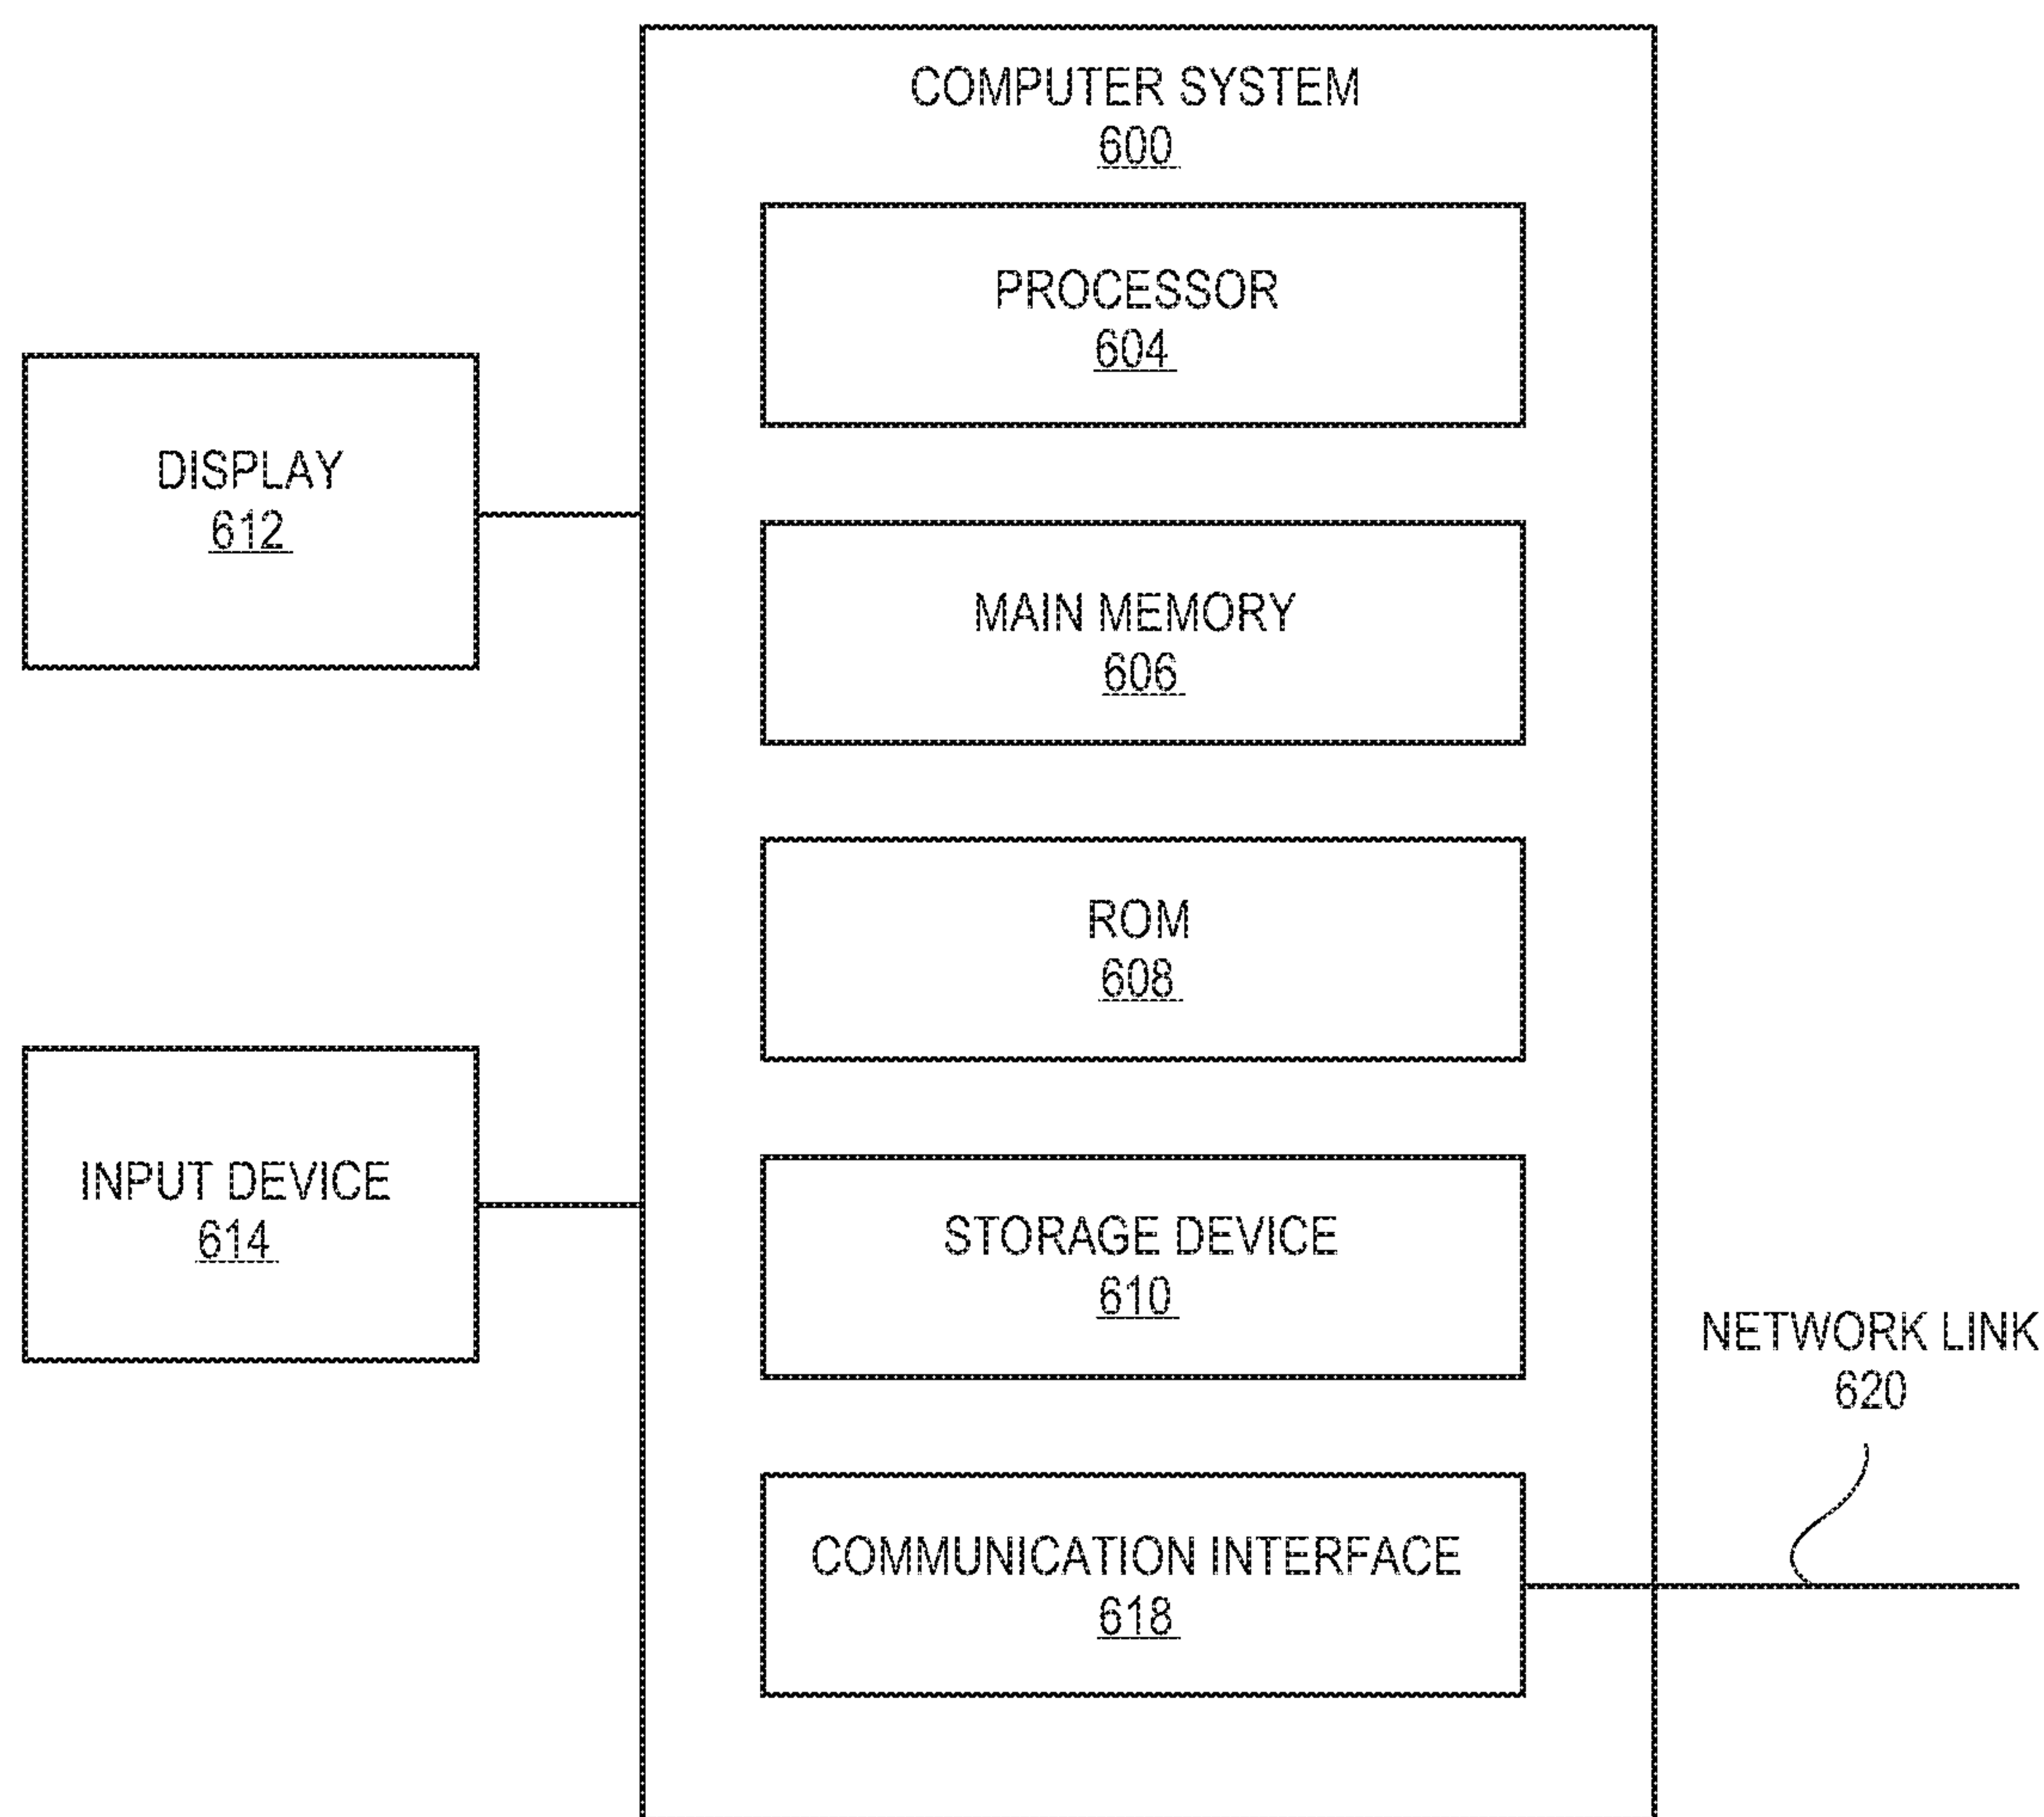 COMPUTER SYSTEM
600
PROCESSOR
604
DISPLAY
612
MAIN MEMORY
606
ROM
608
INPUT DEVICE
614
STORAGE DEVICE
610
NETWORK LINK
620
COMMUNICATION INTERFACE
618